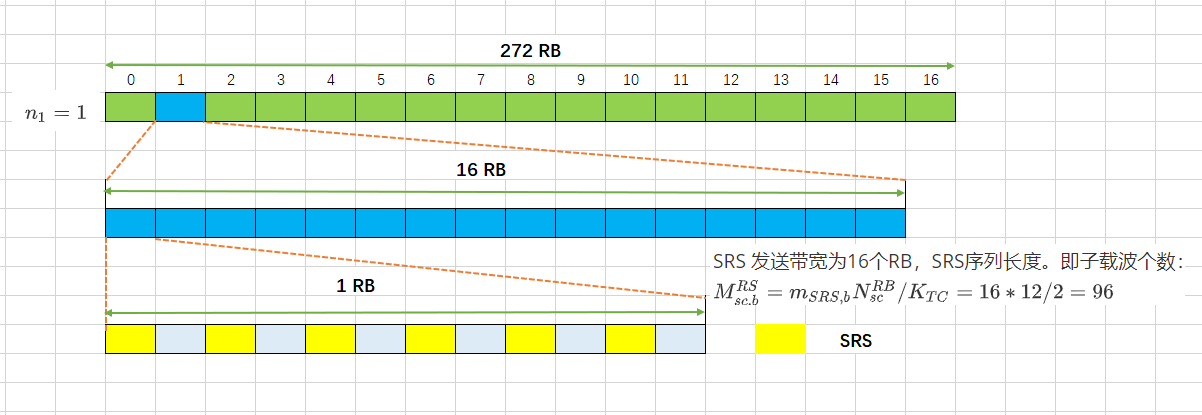 272 RB
0 1 2 3 4 5 6 7 8 9 10 11 12 13 14 15 16
n₁ = 1
16 RB
SRS 发送带宽为16个RB，SRS序列长度。即子载波个数：
M_{sc.b}^{RS} = m_{SRS,b}N_{sc}^{RB}/K_{TC} = 16 * 12/2 = 96
1 RB
SRS